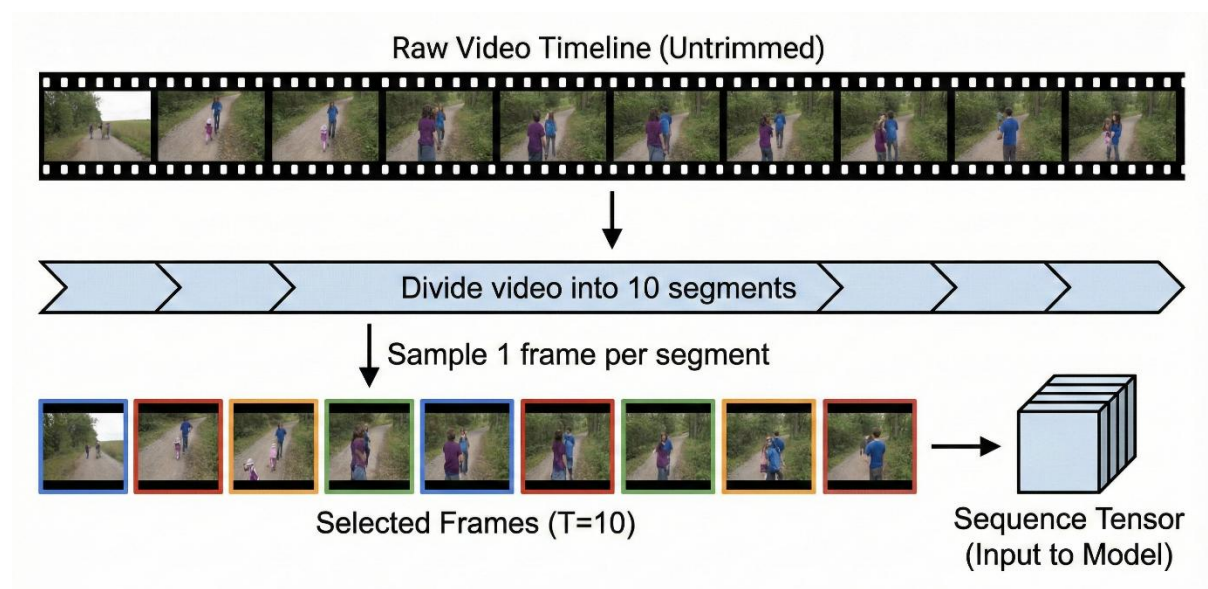 Raw Video Timeline (Untrimmed)
Divide video into 10 segments
Sample 1 frame per segment
Selected Frames (T=10)
Sequence Tensor
(Input to Model)